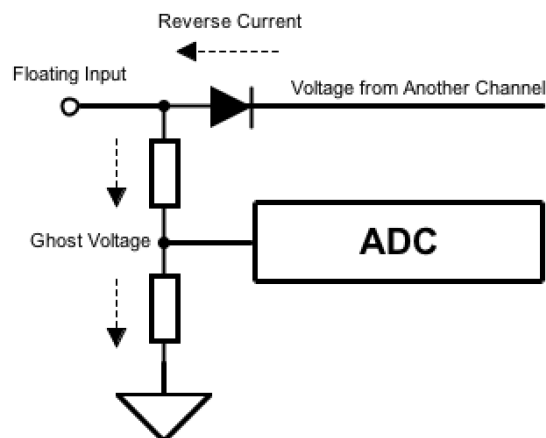 Reverse Current
Floating Input
Voltage from Another Channel
Ghost Voltage
ADC